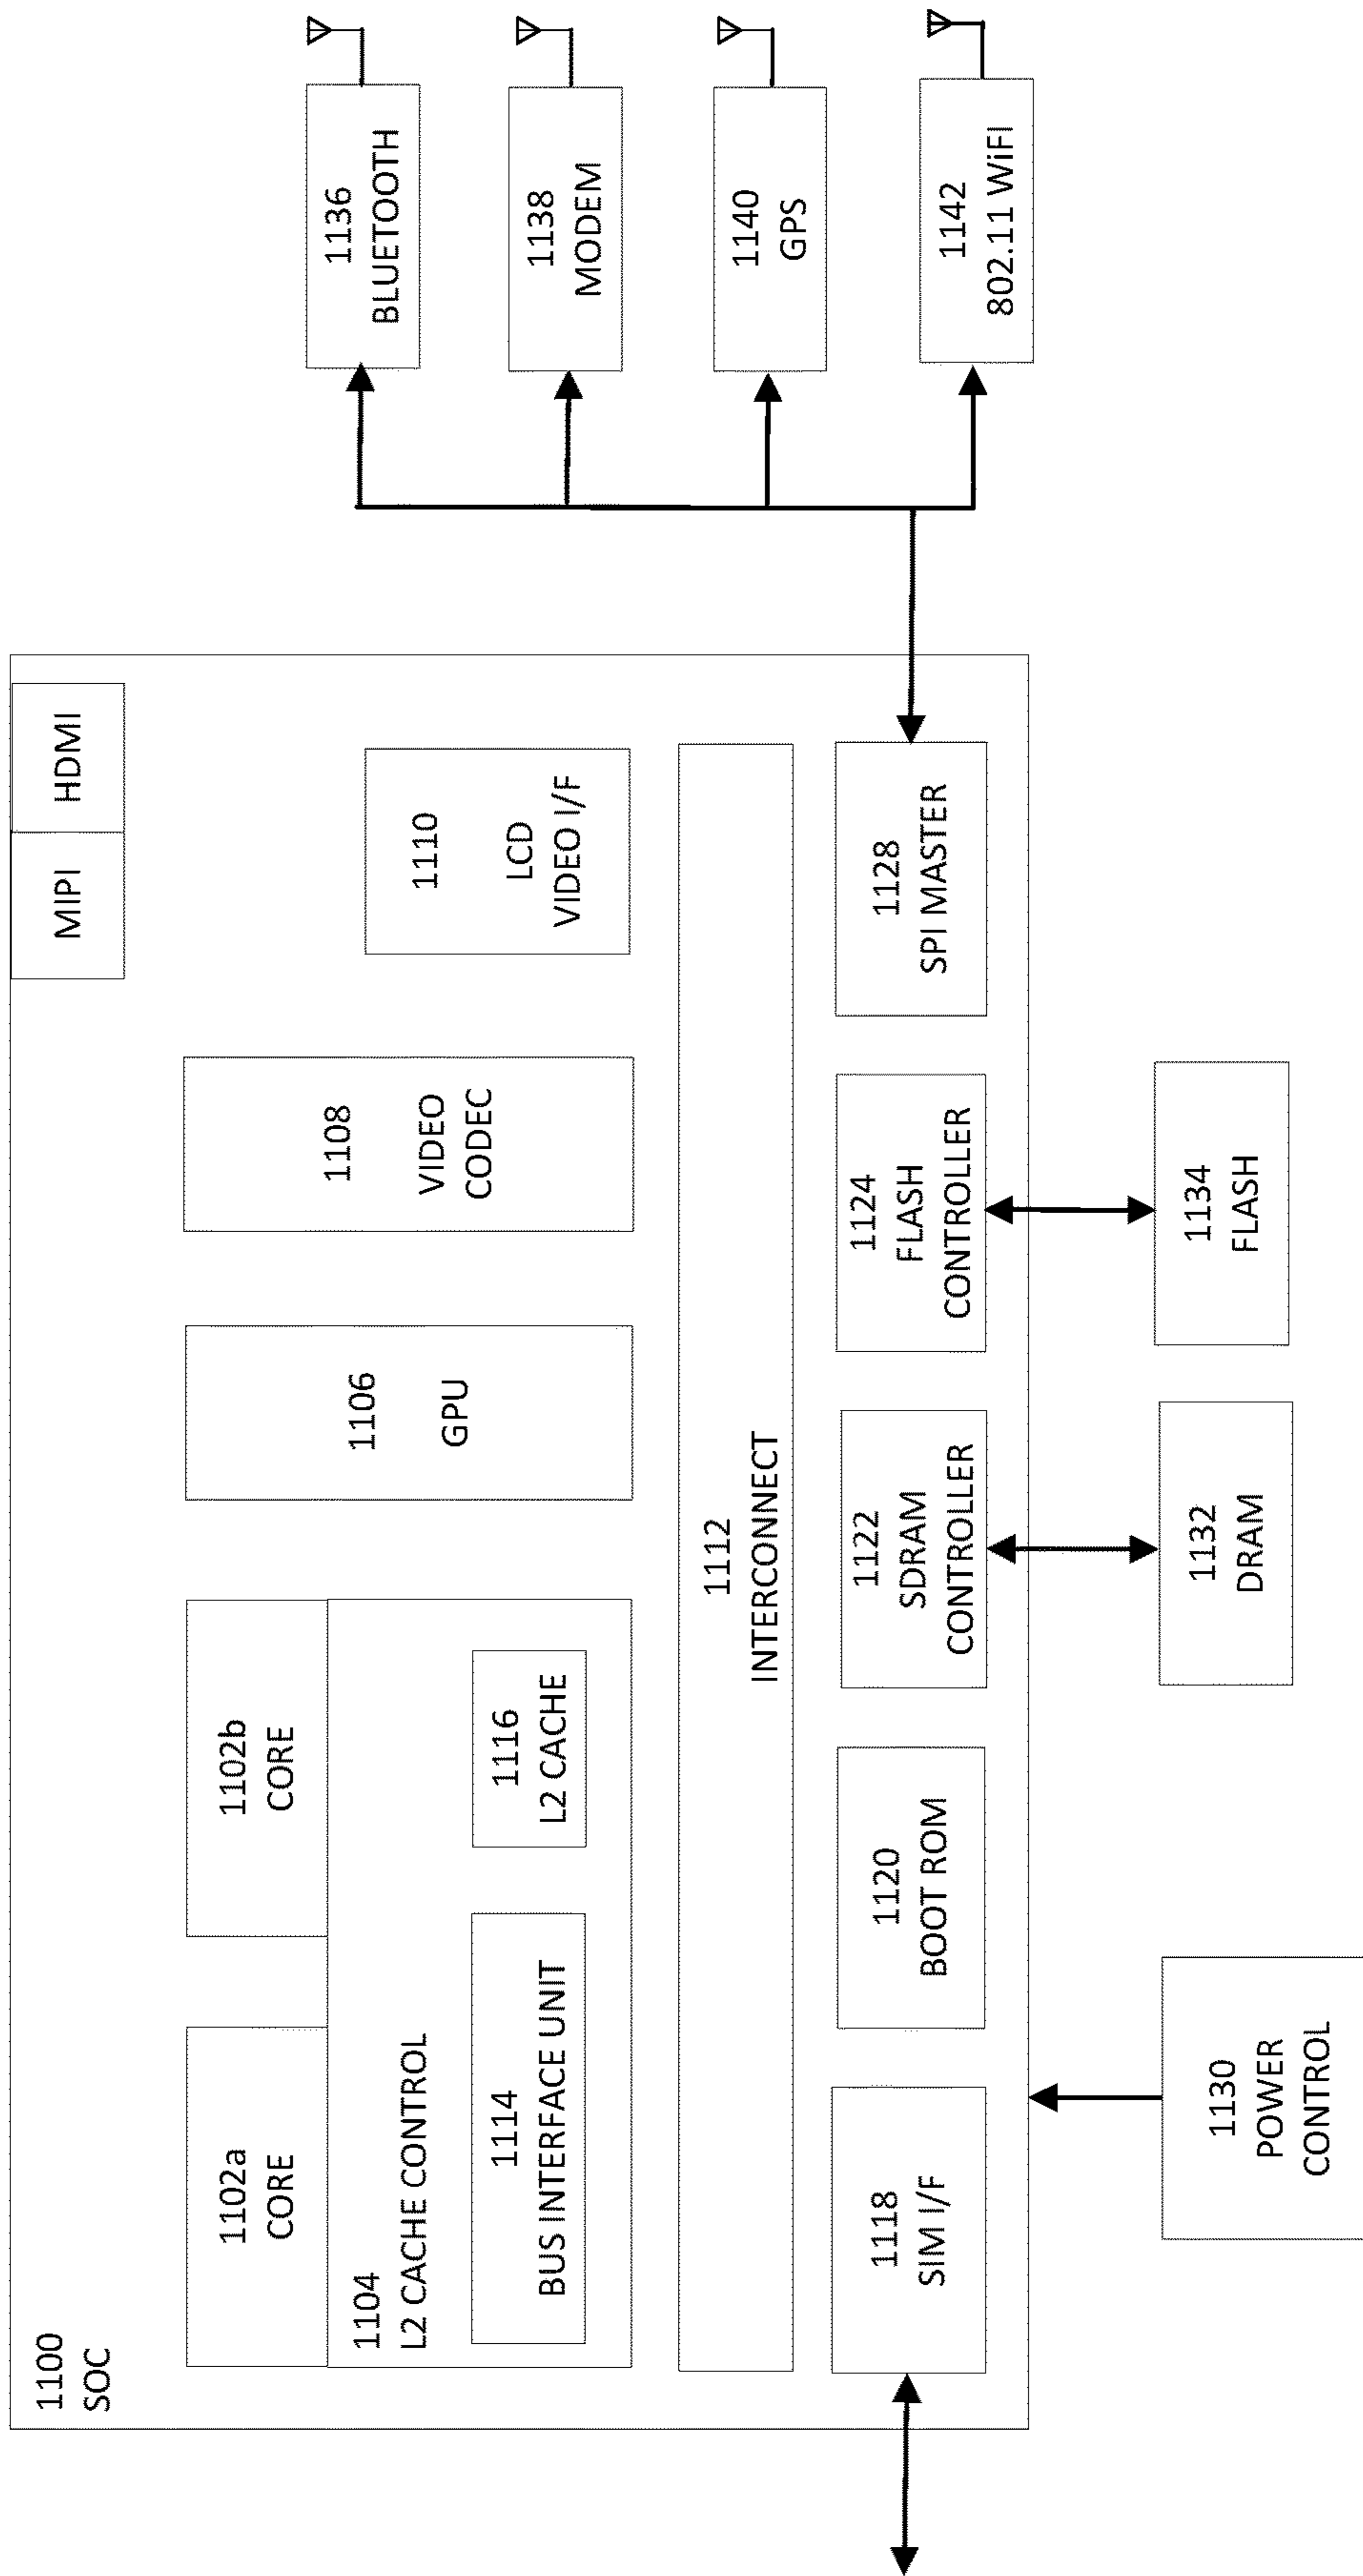 1100
SOC
MIPI
HDMI
1102a
CORE
1102b
CORE
1106
GPU
1108
VIDEO
CODEC
1110
LCD
VIDEO I/F
1104
L2 CACHE CONTROL
1114
BUS INTERFACE UNIT
1116
L2 CACHE
1112
INTERCONNECT
1118
SIM I/F
1120
BOOT ROM
1122
SDRAM
CONTROLLER
1124
FLASH
CONTROLLER
1128
SPI MASTER
1130
POWER
CONTROL
1132
DRAM
1134
FLASH
1136
BLUETOOTH
1138
MODEM
1140
GPS
1142
802.11 WiFI